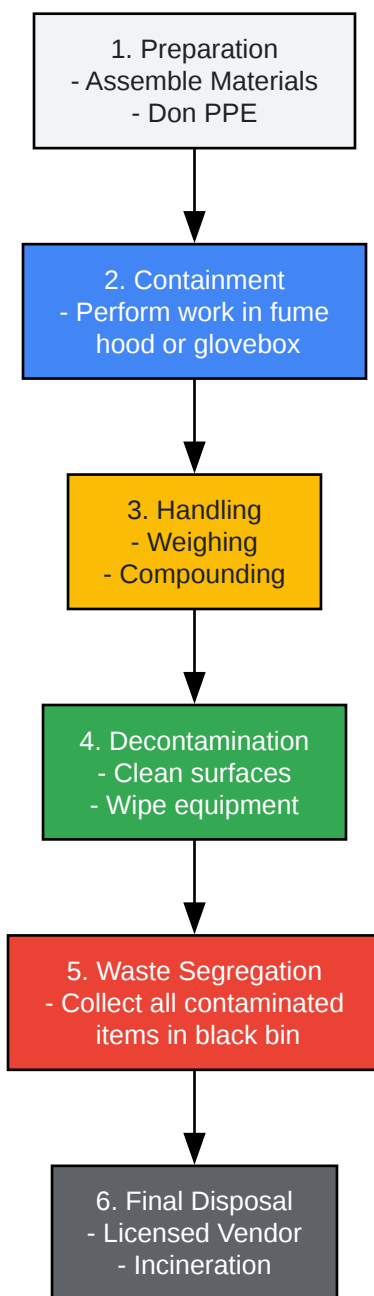 1. Preparation
- Assemble Materials
- Don PPE
2. Containment
- Perform work in fume
hood or glovebox
3. Handling
- Weighing
- Compounding
4. Decontamination
- Clean surfaces
- Wipe equipment
5. Waste Segregation
- Collect all contaminated
items in black bin
6. Final Disposal
- Licensed Vendor
- Incineration